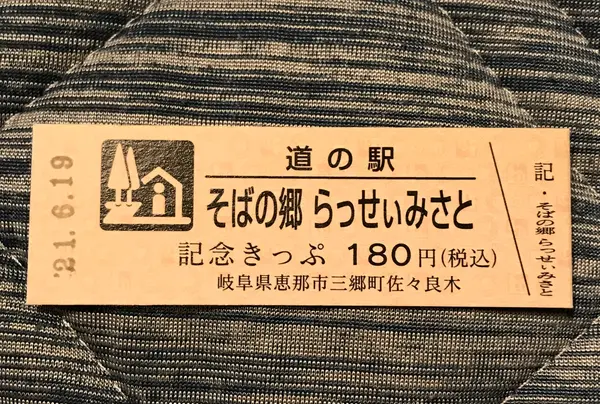 '21.6.19
道の駅
そばの郷 らっせぃみさと
記念きっぷ 180円(税込)
岐阜県恵那市三郷町佐々良木
記・そばの郷らっせぃみさと